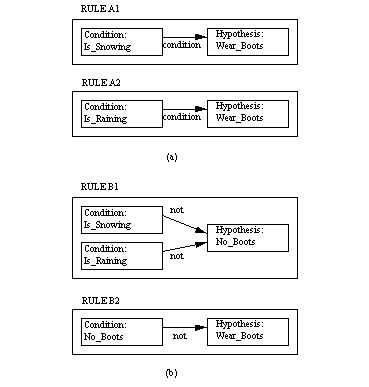 RULE A1
Condition:
Is_Snowing
condition
Hypothesis:
Wear_Boots
RULE A2
Condition:
Is_Raining
condition
Hypothesis:
Wear_Boots
(a)
RULE B1
Condition:
Is_Snowing
not
Condition:
Is_Raining
not
Hypothesis:
No_Boots
RULE B2
Condition:
No_Boots
not
Hypothesis:
Wear_Boots
(b)